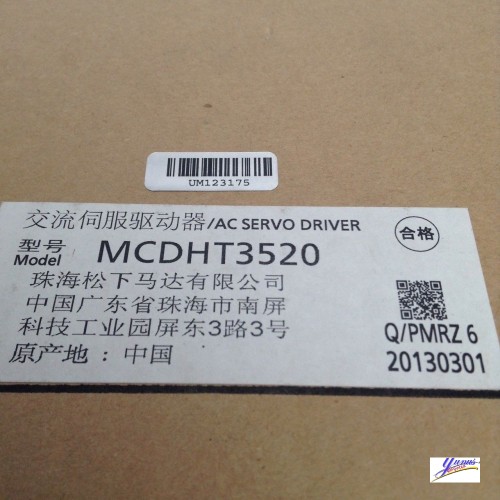 UM123175
交流伺服驱动器/AC SERVO DRIVER
合格
型号
Model MCDHT3520
珠海松下马达有限公司
中国广东省珠海市南屏
科技工业园屏东3路3号
原产地：中国
Q/PMRZ 6
20130301
Yunus